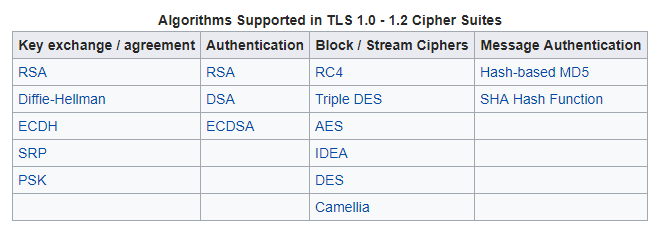 Algorithms Supported in TLS 1.0 - 1.2 Cipher Suites
Key exchange / agreement Authentication Block / Stream Ciphers Message Authentication
RSA RSA RC4 Hash-based MD5
Diffie-Hellman DSA Triple DES SHA Hash Function
ECDH ECDSA AES
SRP IDEA
PSK DES
Camellia